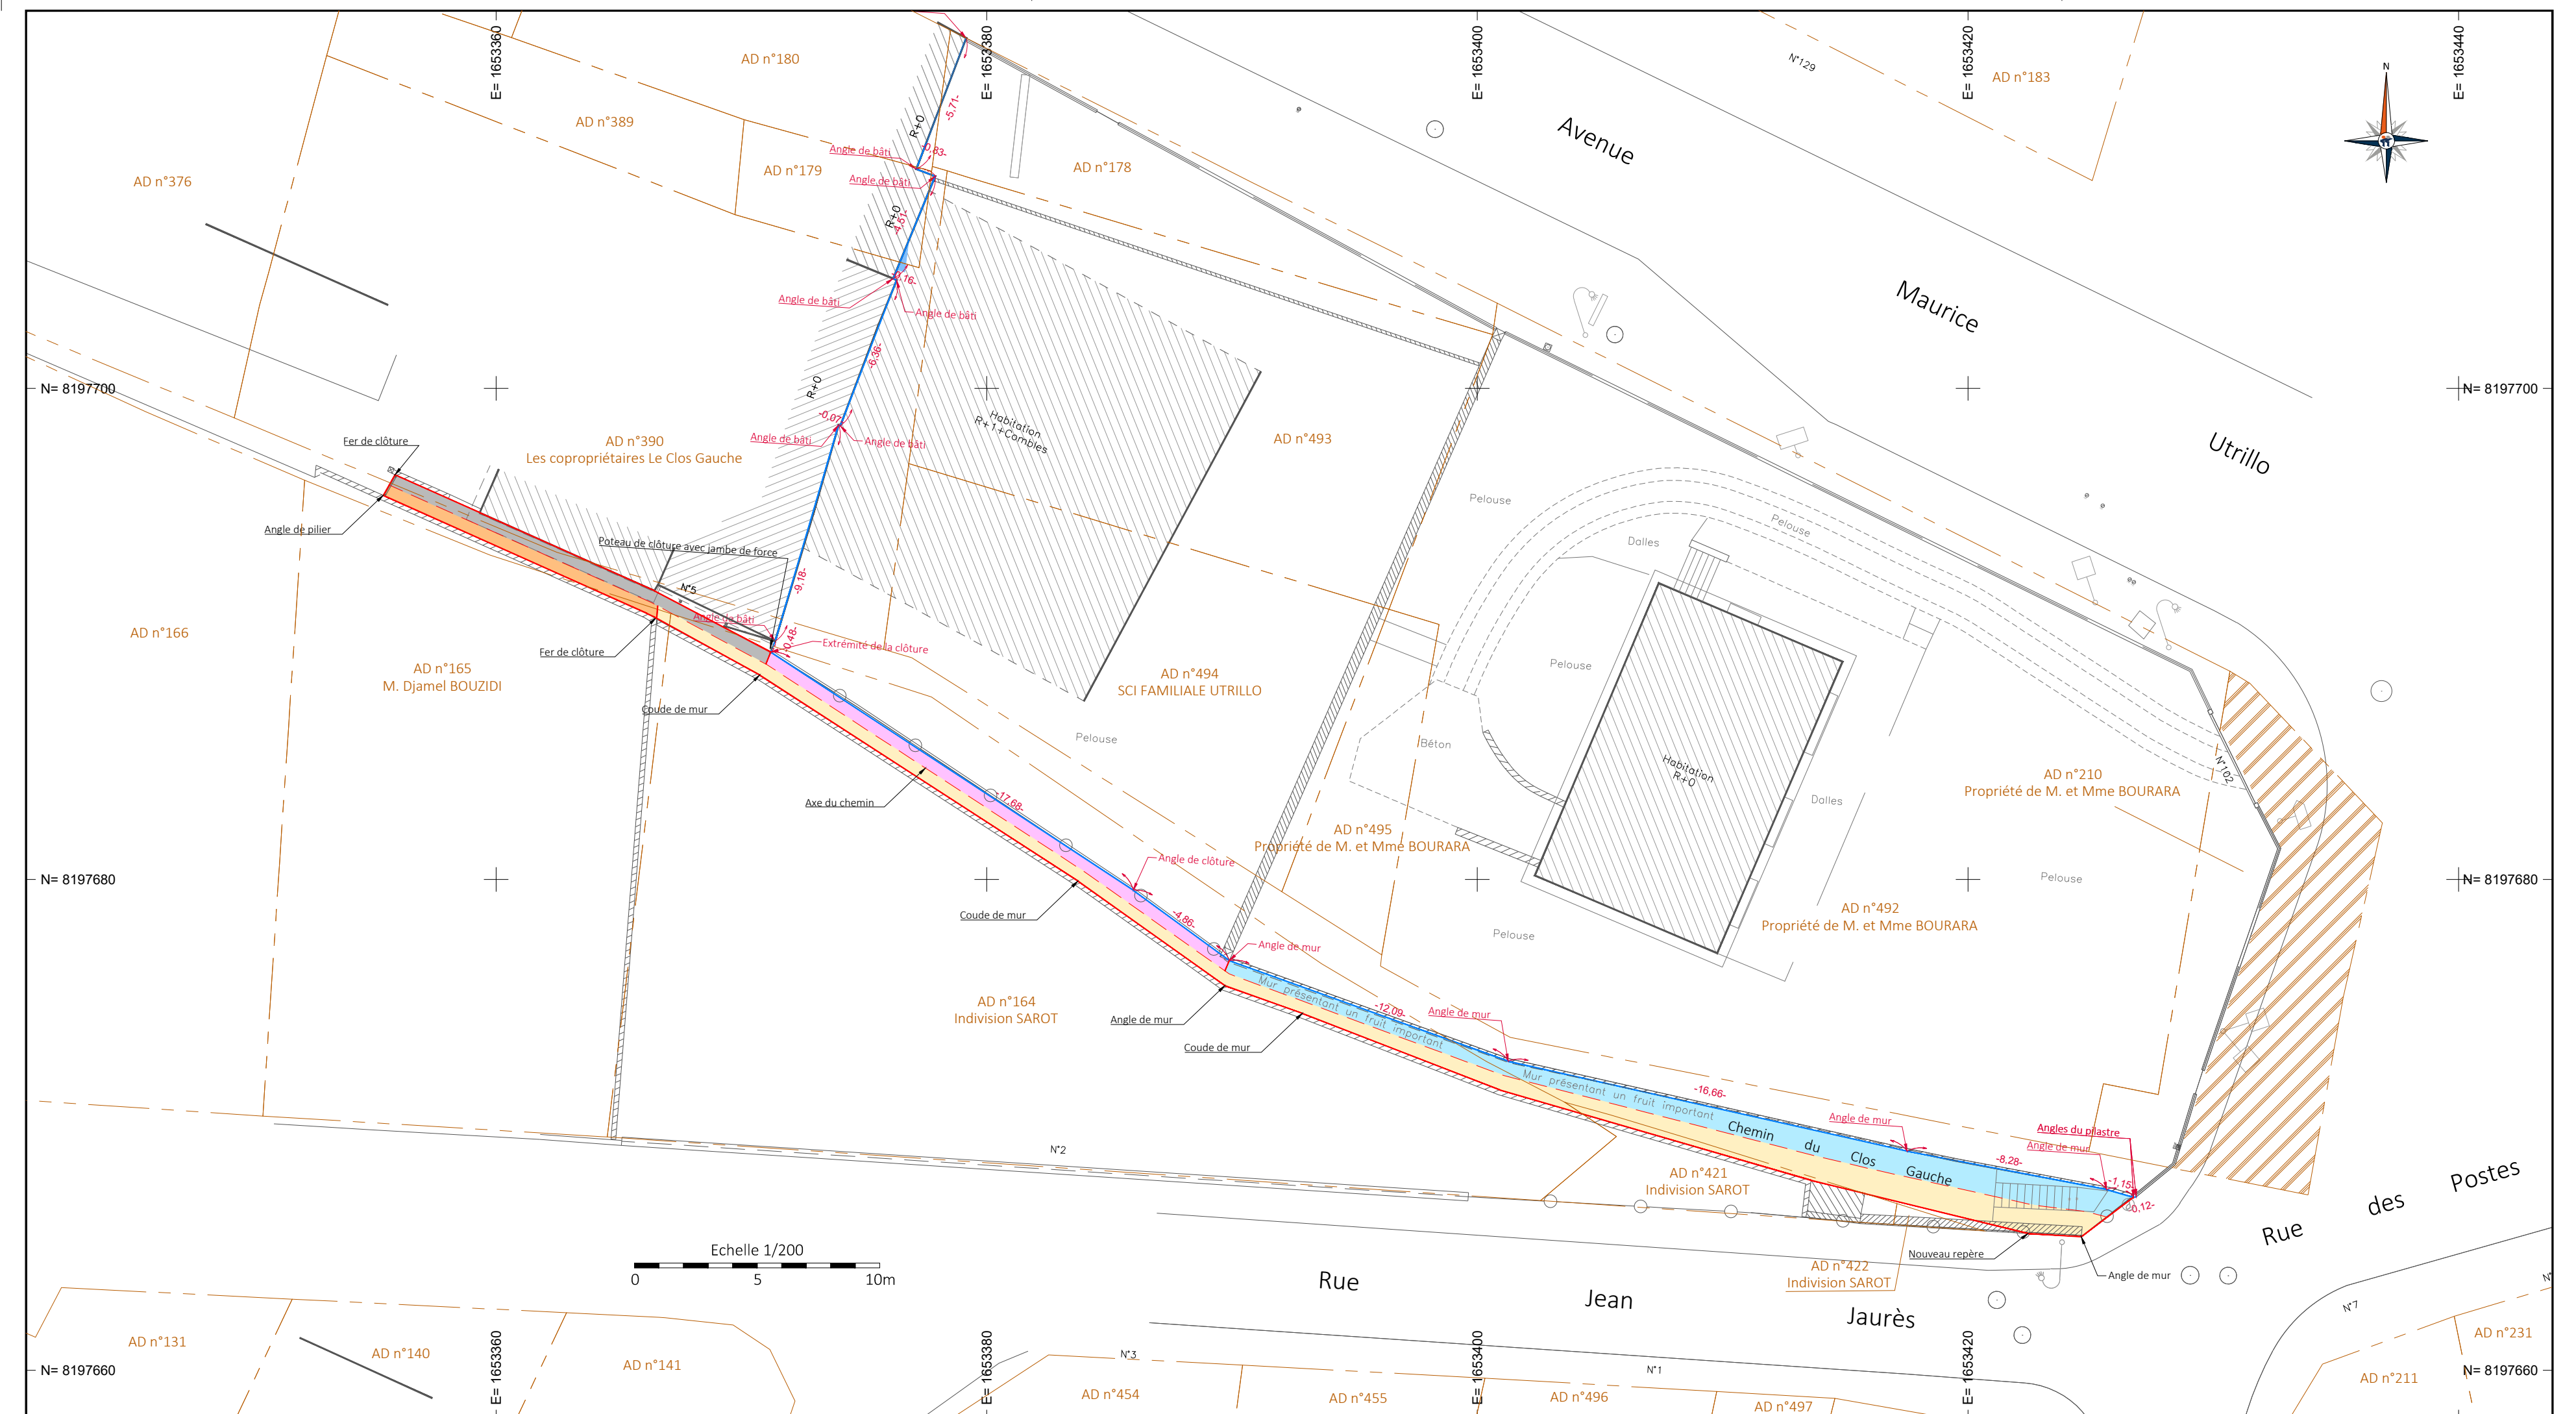 E= 1653360
E= 1653380
E= 1653400
E= 1653420
E= 1653440
AD n°180
N°129
AD n°183
N
AD n°389
-5,71-
R+0
Avenue
Angle de bâti
-0,83-
AD n°376
AD n°179
Angle de bâti
AD n°178
R+0
-4,51-
-0,16-
Angle de bâti
Angle de bâti
Maurice
-6,36-
N= 8197700
R+0
N= 8197700
-0,07-
Habitation
R+1+Combles
Fer de clôture
AD n°390
Les copropriétaires Le Clos Gauche
Angle de bâti
Angle de bâti
AD n°493
Utrillo
Pelouse
Angle de pilier
Pelouse
Poteau de clôture avec jambe de force
Dalles
-9,18-
N°5
Angle de bâti
AD n°166
-0,48-
Extrémité de la clôture
Fer de clôture
AD n°165
M. Djamel BOUZIDI
Pelouse
AD n°494
SCI FAMILIALE UTRILLO
Coude de mur
Pelouse
Béton
Habitation
R+0
N°102
AD n°210
Propriété de M. et Mme BOURARA
Axe du chemin
-17,68-
Dalles
AD n°495
Propriété de M. et Mme BOURARA
Angle de clôture
N= 8197680
Pelouse
N= 8197680
Coude de mur
-4,86-
AD n°492
Propriété de M. et Mme BOURARA
Pelouse
Angle de mur
AD n°164
Indivision SAROT
Mur présentant un fruit important
-12,09-
Angle de mur
Angle de mur
Coude de mur
Mur présentant un fruit important
-16,66-
Angle de mur
Chemin du Clos Gauche
Angles du pilastre
Angle de mur
N°2
-8,28-
-1,15-
-0,12-
AD n°421
Indivision SAROT
Rue des Postes
Echelle 1/200
0 5 10m
Nouveau repère
AD n°422
Indivision SAROT
Angle de mur
Rue Jean Jaurès
N°7
AD n°131
AD n°140
AD n°141
N°3
N°1
AD n°231
N= 8197660
N= 8197660
AD n°211
AD n°454
AD n°455
AD n°496
AD n°497
E= 1653360
E= 1653380
E= 1653400
E= 1653420